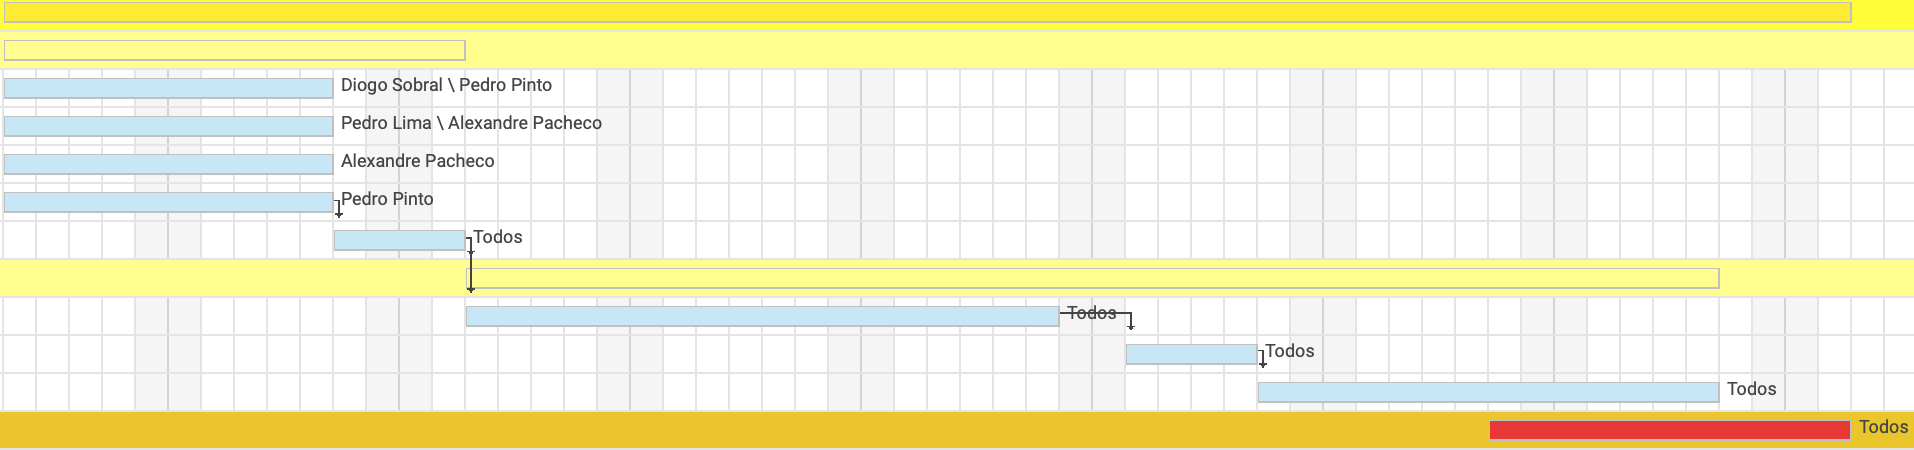 Diogo Sobral \ Pedro Pinto
Pedro Lima \ Alexandre Pacheco
Alexandre Pacheco
Pedro Pinto
Todos
Todos
Todos
Todos
Todos